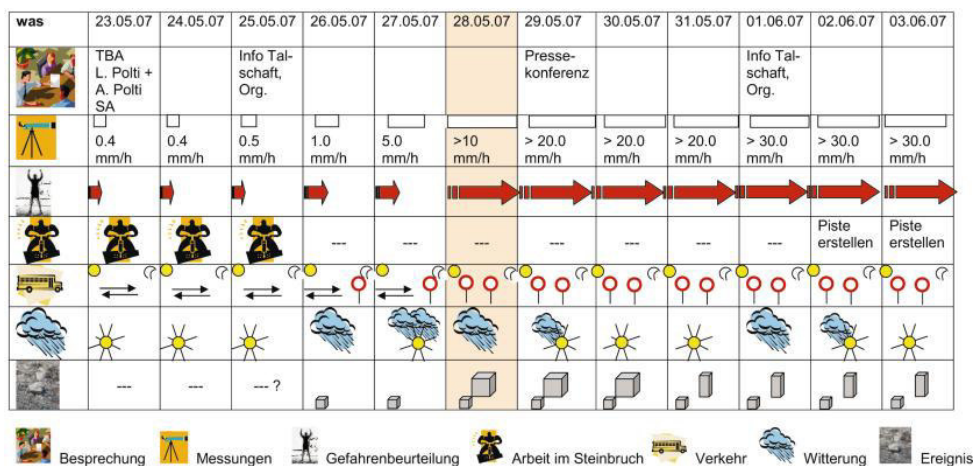 was 23.05.07 24.05.07 25.05.07 26.05.07 27.05.07 28.05.07 29.05.07 30.05.07 31.05.07 01.06.07 02.06.07 03.06.07
TBA Info Tal- Presse- Info Tal-
L. Polti + schaft, konferenz schaft,
A. Polti Org. Org.
SA
0.4 0.4 0.5 1.0 5.0 >10 > 20.0 > 20.0 > 20.0 > 30.0 > 30.0 > 30.0
mm/h mm/h mm/h mm/h mm/h mm/h mm/h mm/h mm/h mm/h mm/h mm/h
--- --- --- --- --- --- --- Piste Piste
erstellen erstellen
--- --- --- ?
Besprechung Messungen Gefahrenbeurteilung Arbeit im Steinbruch Verkehr Witterung Ereignis